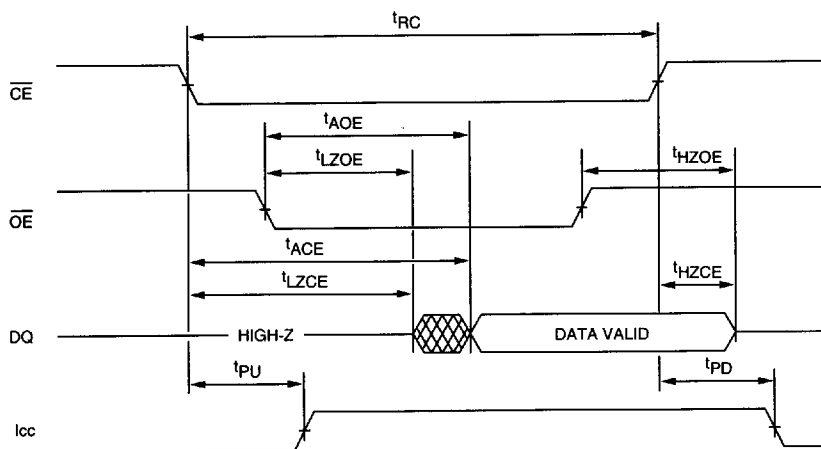 tRC
CE
tAOE
tLZOE
tHZOE
OE
tACE
tLZCE
tHZCE
DQ
HIGH-Z
DATA VALID
tPU
tPD
Icc